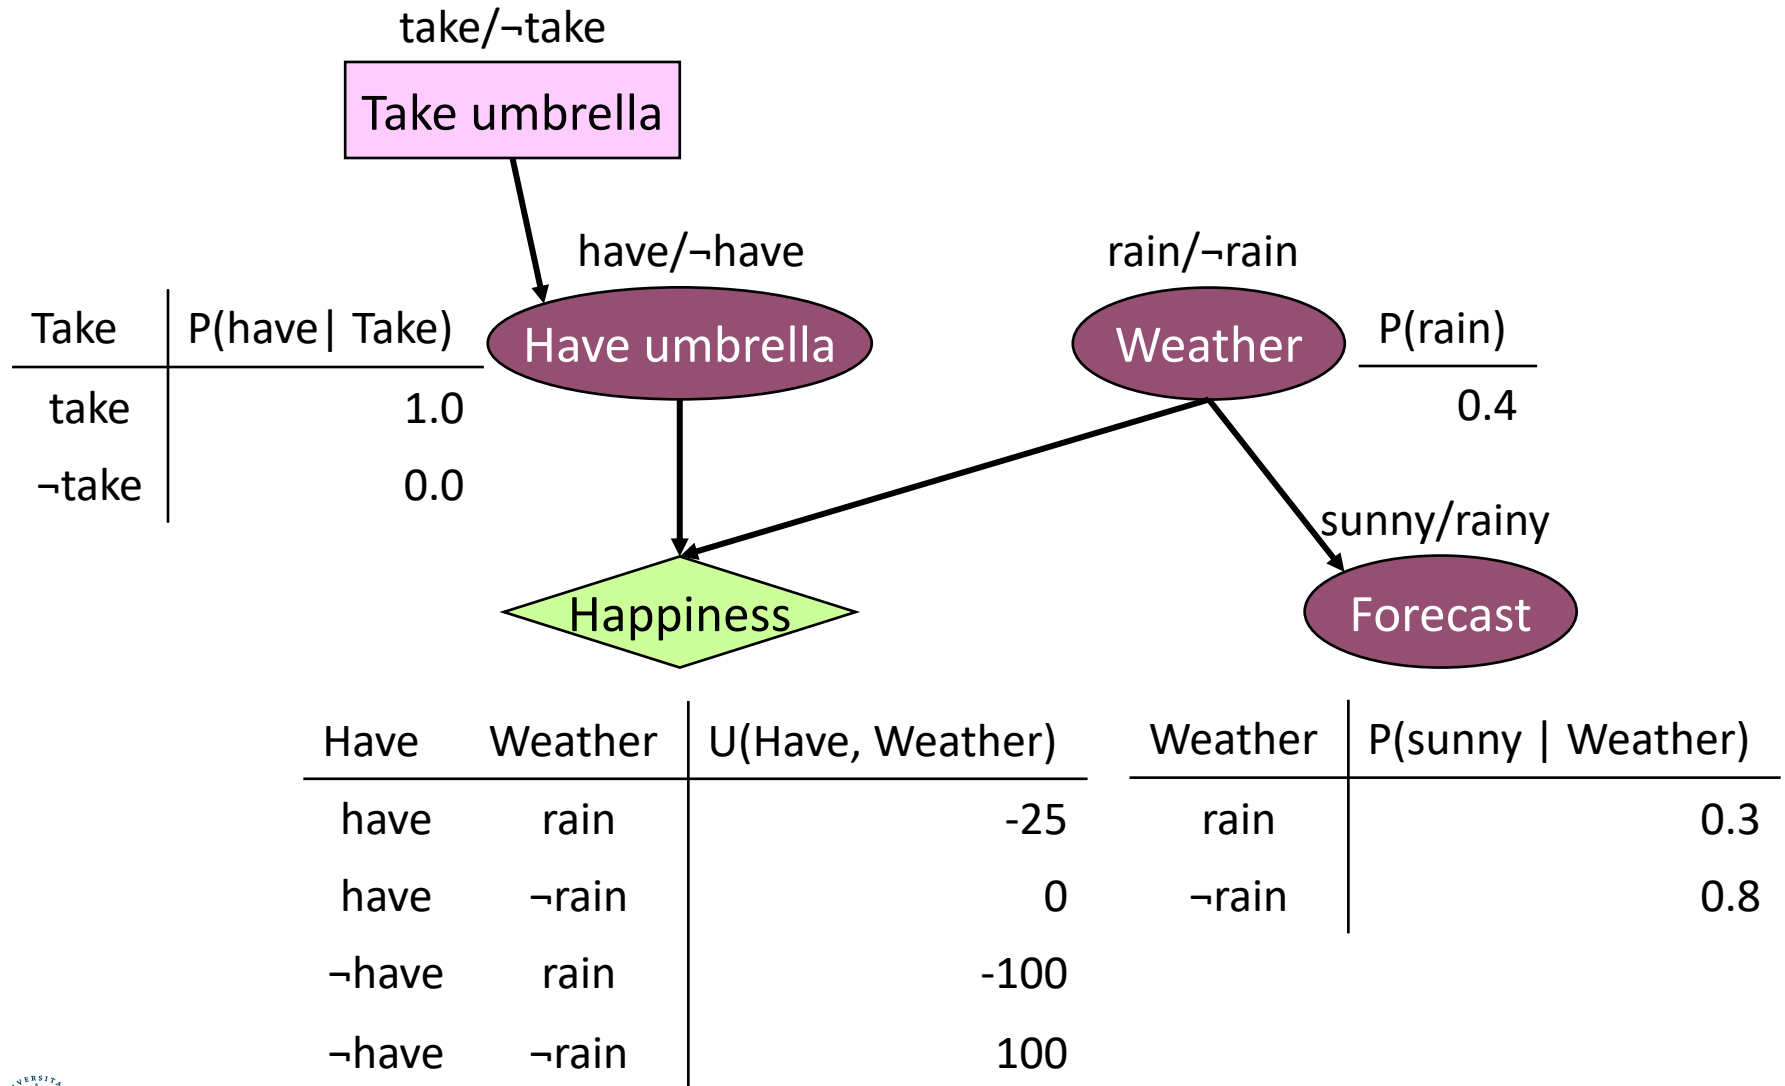 take/¬take
Take umbrella
have/¬have
rain/¬rain
Take P(have| Take)
Have umbrella
Weather
P(rain)
take 1.0
0.4
¬take 0.0
sunny/rainy
Happiness
Forecast
Have Weather U(Have, Weather)
have rain -25
have ¬rain 0
¬have rain -100
¬have ¬rain 100
Weather P(sunny | Weather)
rain 0.3
¬rain 0.8